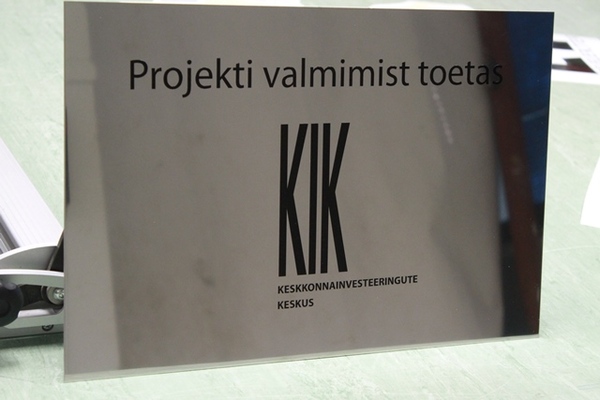 Projekti valmimist toetas
KIK
KESKKONNAINVESTEERINGUTE
KESKUS